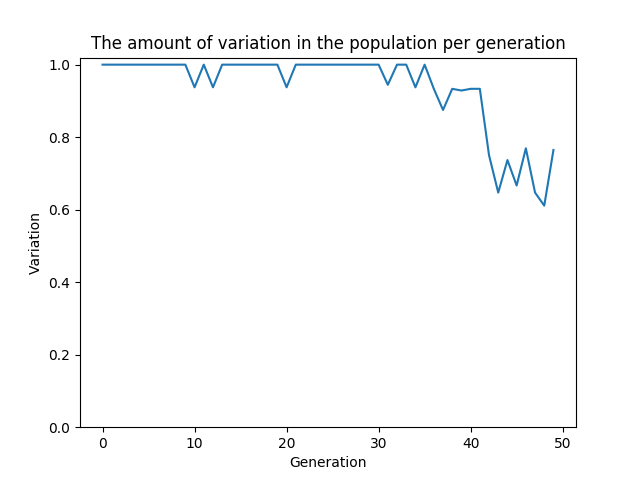 The amount of variation in the population per generation
1.0
0.8
0.6
0.4
0.2
0.0
Variation
0 10 20 30 40 50
Generation